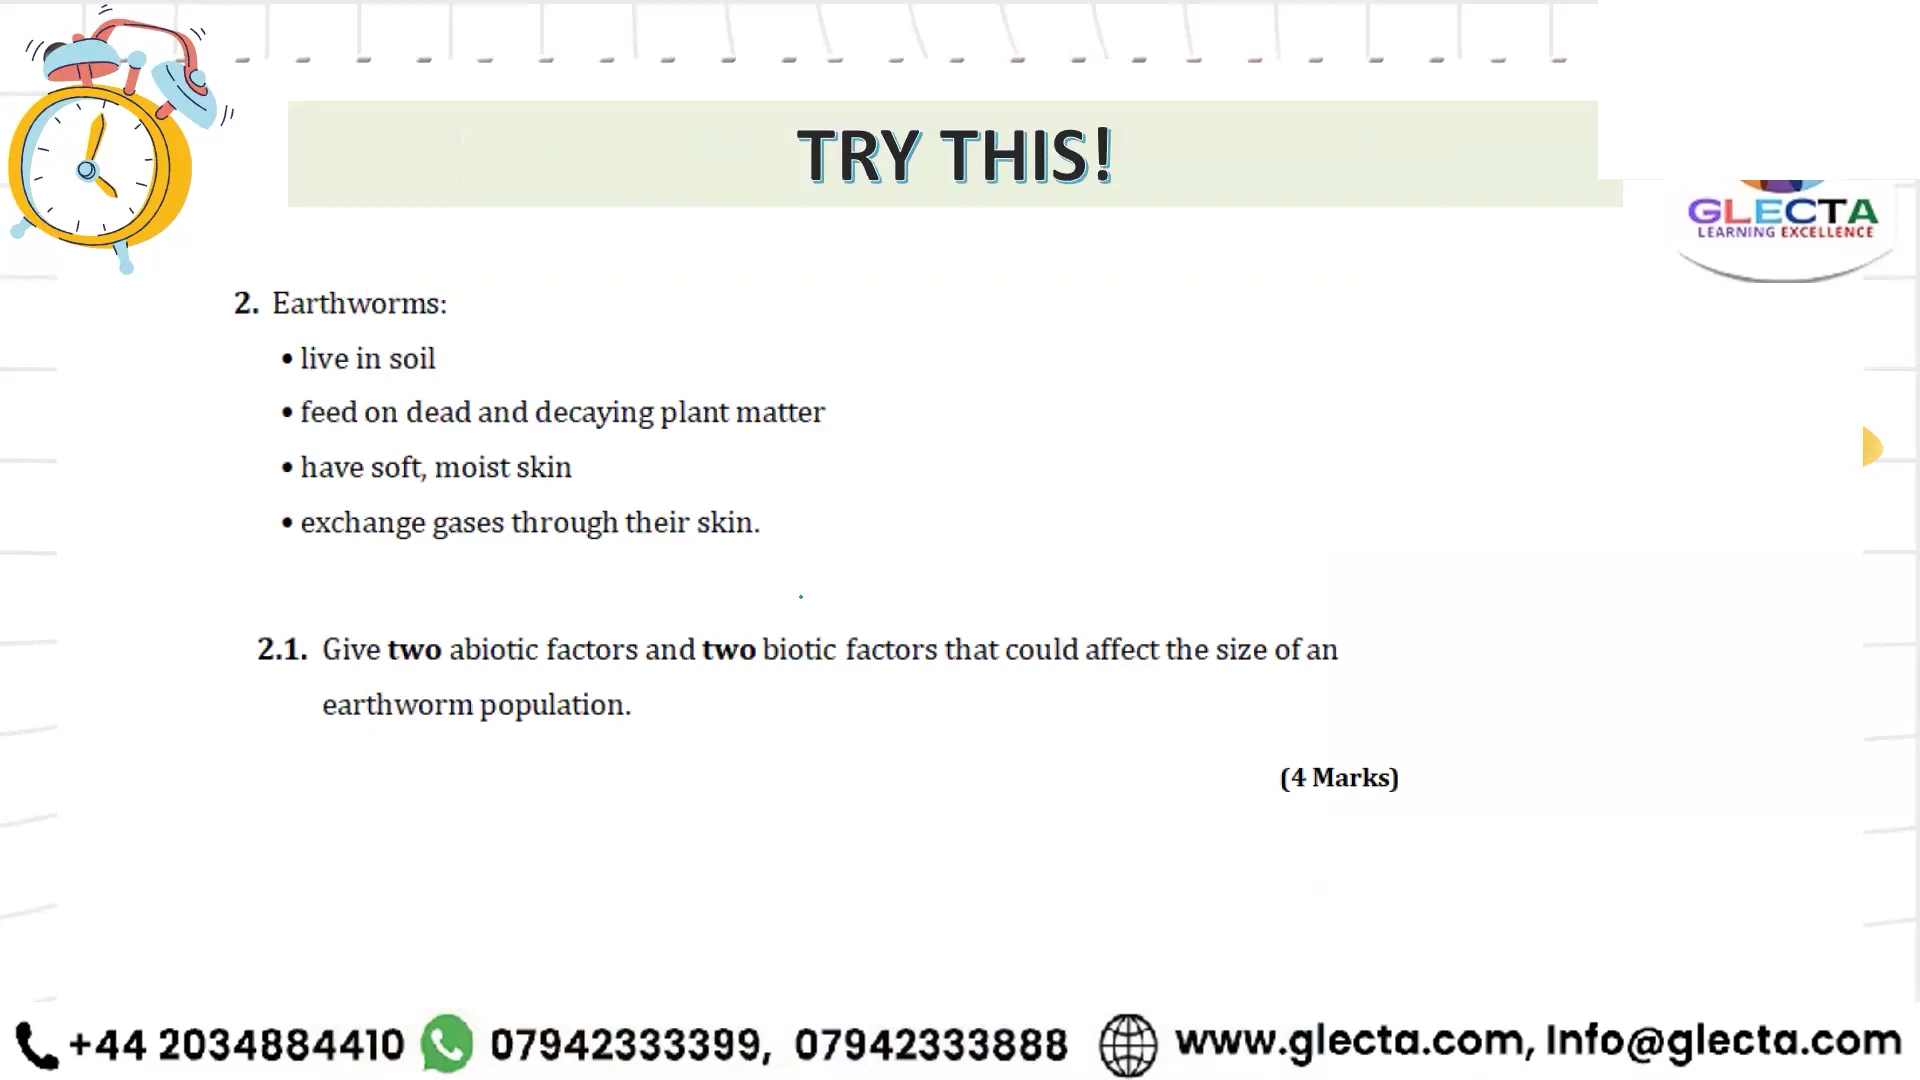 TRY THIS!
GLECTA
LEARNING EXCELLENCE
2. Earthworms:
• live in soil
• feed on dead and decaying plant matter
• have soft, moist skin
• exchange gases through their skin.
2.1. Give two abiotic factors and two biotic factors that could affect the size of an
earthworm population.
(4 Marks)
+44 2034884410 07942333399, 07942333888 www.glecta.com, Info@glecta.com